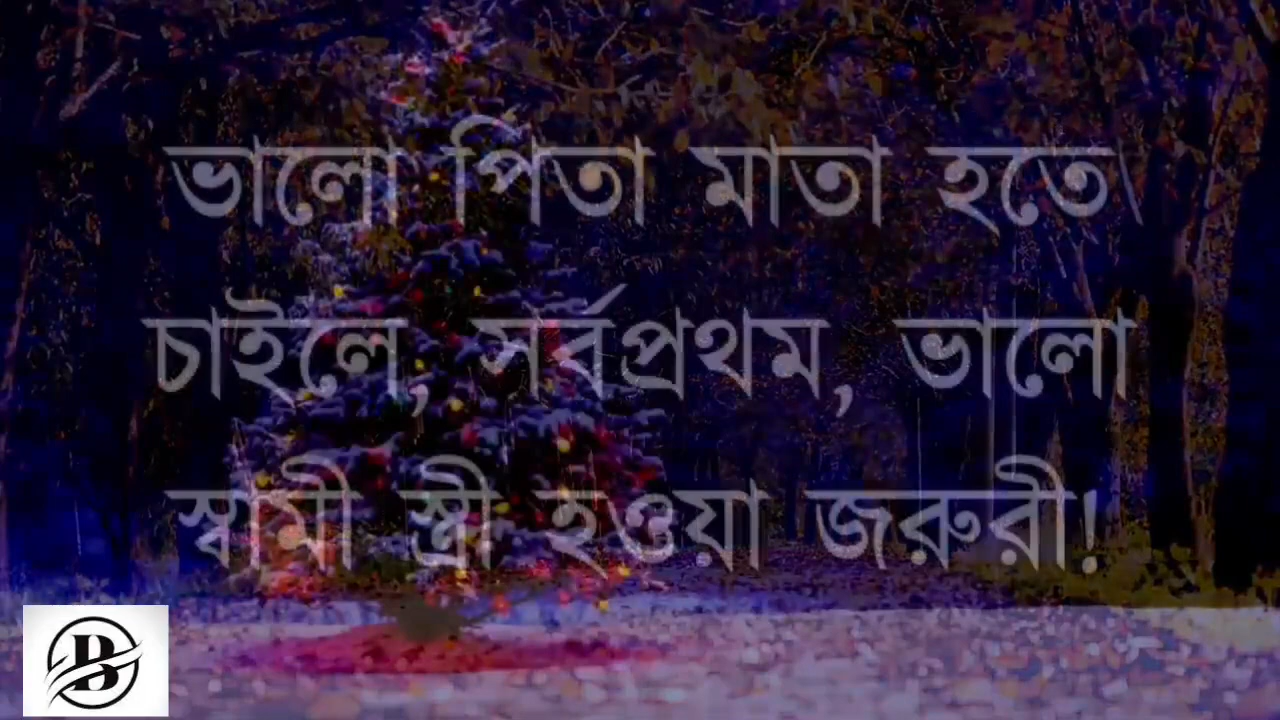 ভালো পিতা মাতা হতে
চাইলে, সর্বপ্রথম, ভালো
স্বামী স্ত্রী হওয়া জরুরী!
B